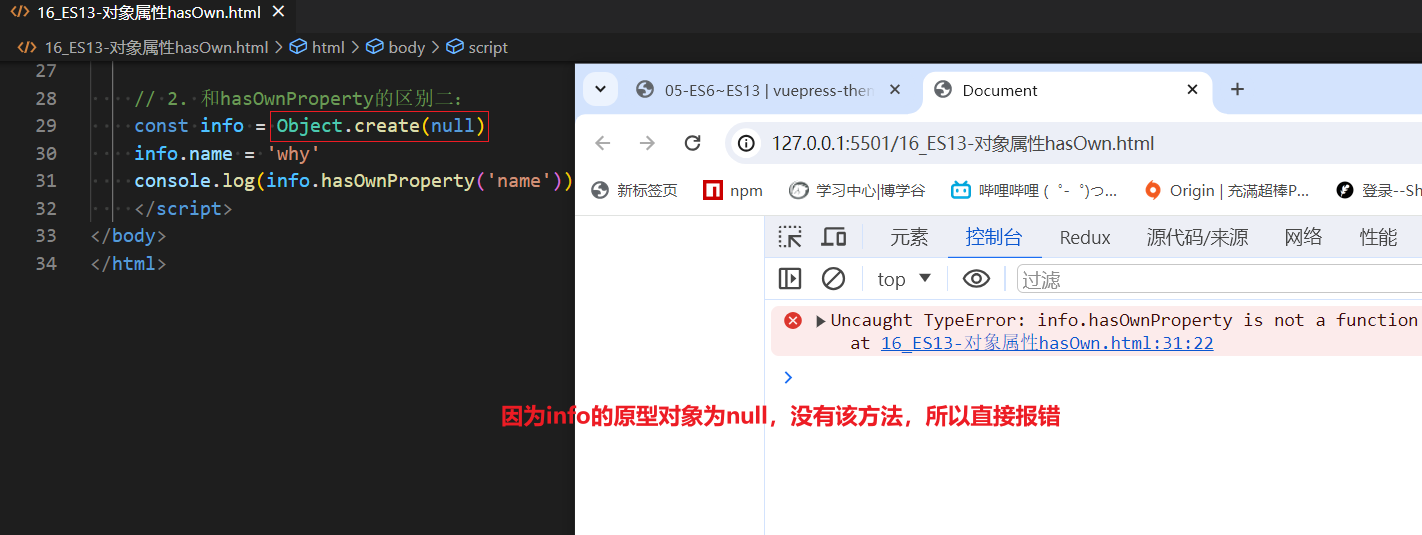 16_ES13-对象属性hasOwn.html
16_ES13-对象属性hasOwn.html > html > body > script
27
28 // 2. 和hasOwnProperty的区别二：
29 const info = Object.create(null)
30 info.name = 'why'
31 console.log(info.hasOwnProperty('name'))
32 </script>
33 </body>
34 </html>
05-ES6~ES13 | vuepress-then
Document
127.0.0.1:5501/16_ES13-对象属性hasOwn.html
新标签页 npm 学习中心|博学谷 哔哩哔哩 (゜-゜)つ... Origin | 充满超棒P... 登录--Sh
元素 控制台 Redux 源代码/来源 网络 性能
top 过滤
Uncaught TypeError: info.hasOwnProperty is not a function
at 16_ES13-对象属性hasOwn.html:31:22
因为info的原型对象为null，没有该方法，所以直接报错